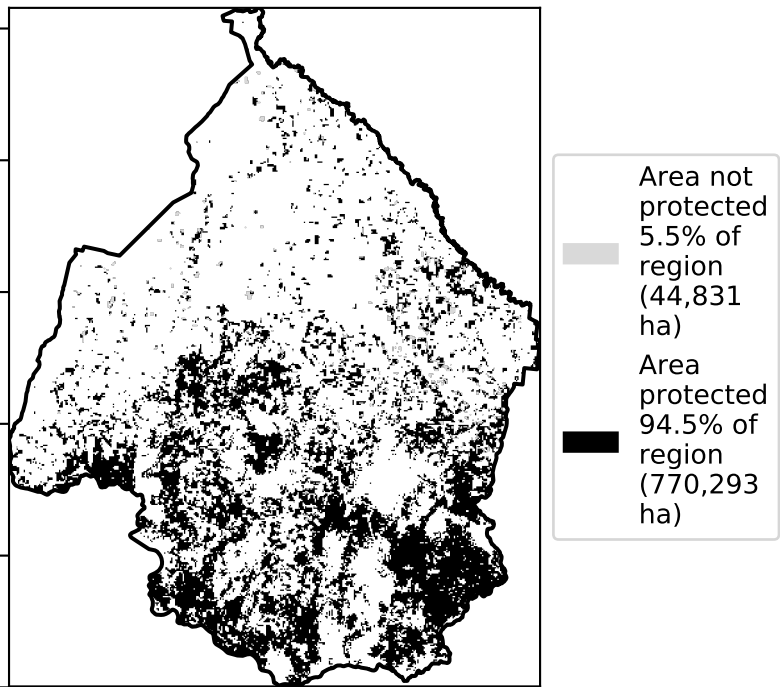 Area not
protected
5.5% of
region
(44,831
ha)
Area
protected
94.5% of
region
(770,293
ha)